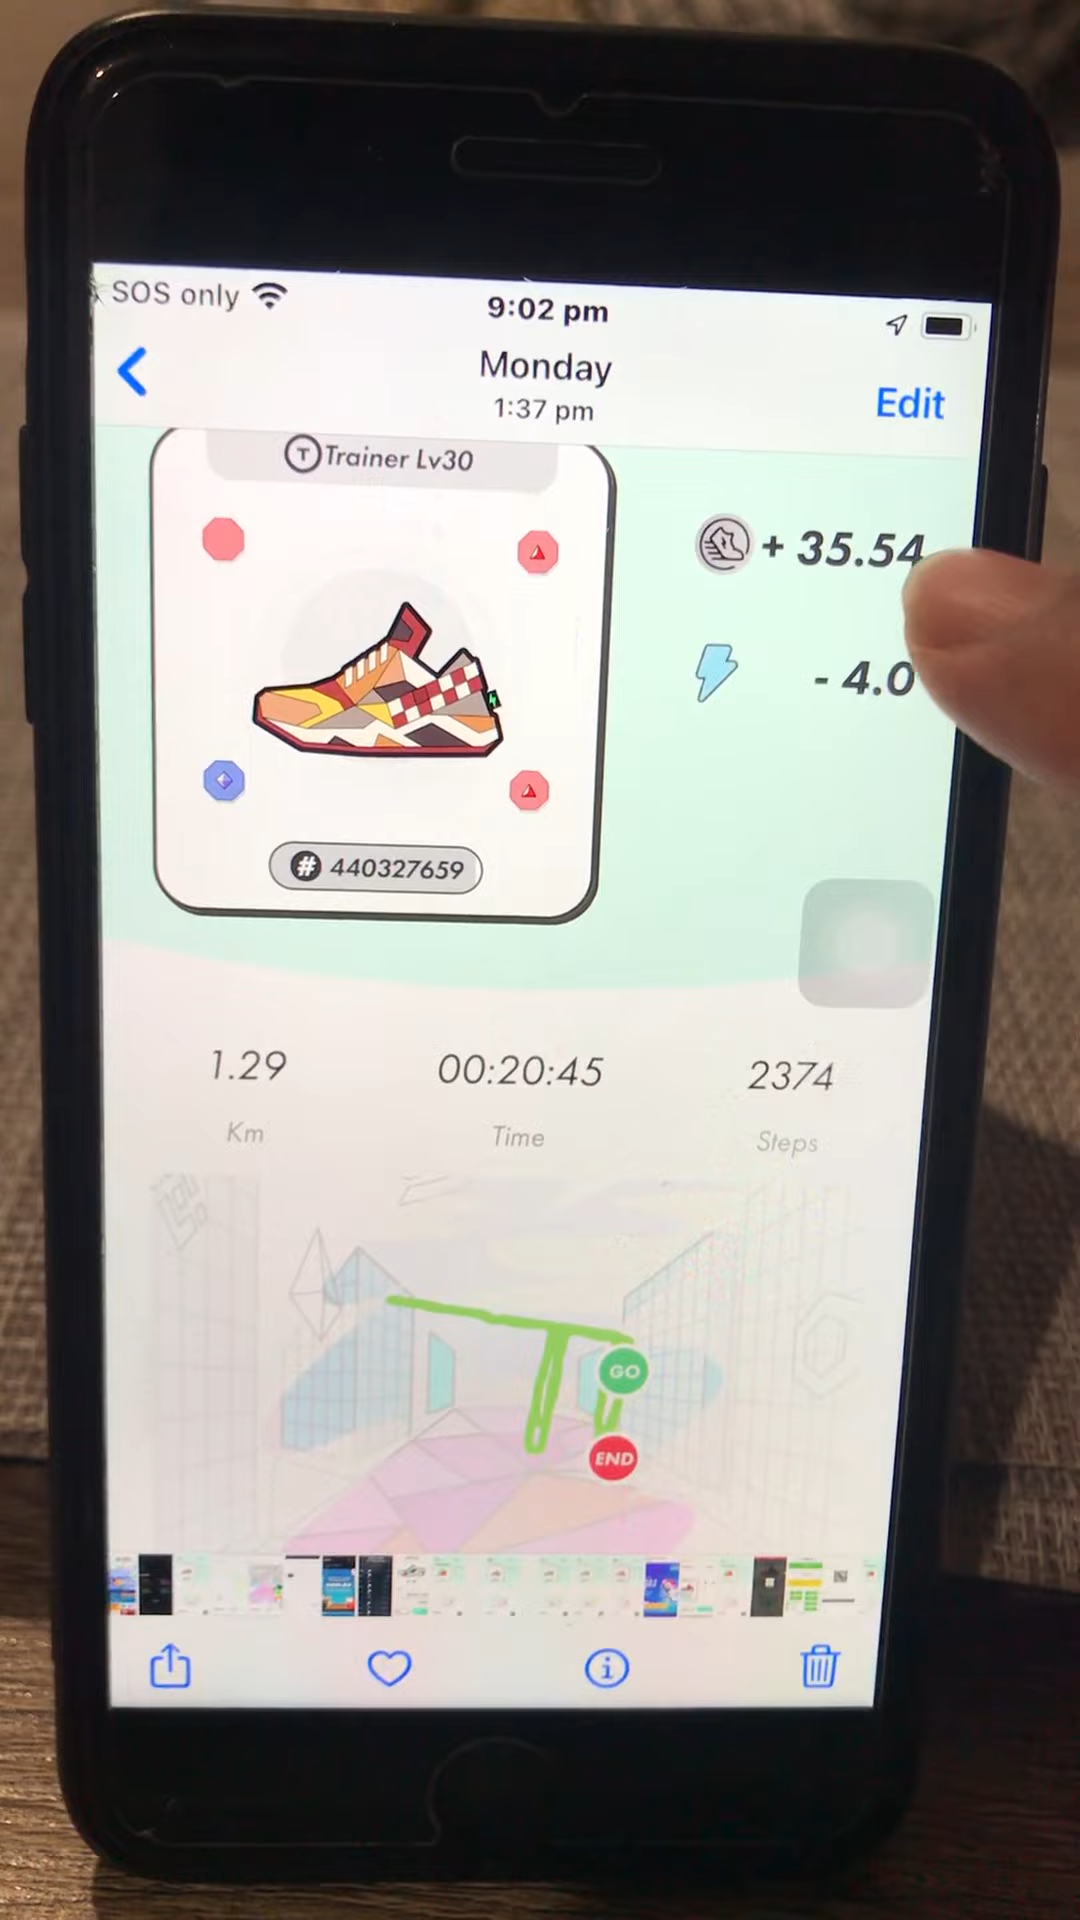 SOS only
9:02 pm
Monday
1:37 pm
Edit
T Trainer Lv30
+ 35.54
- 4.0
# 440327659
1.29
00:20:45
2374
Km
Time
Steps
GO
END